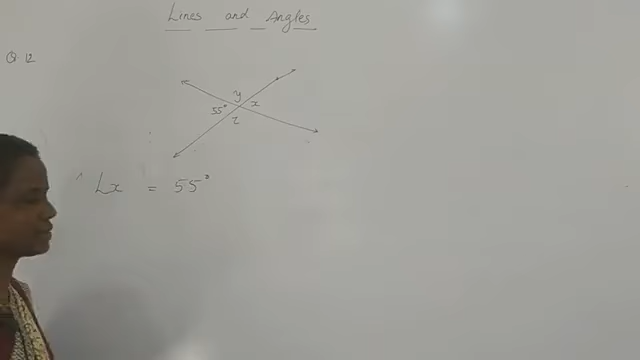 Lines and Angles
Q 12
y
55° x
z
∠x = 55°